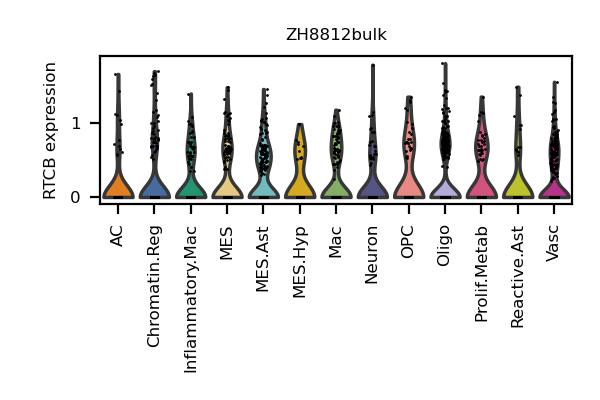 ZH8812bulk
RTCB expression
1
0
AC
Chromatin.Reg
Inflammatory.Mac
MES
MES.Ast
MES.Hyp
Mac
Neuron
OPC
Oligo
Prolif.Metab
Reactive.Ast
Vasc